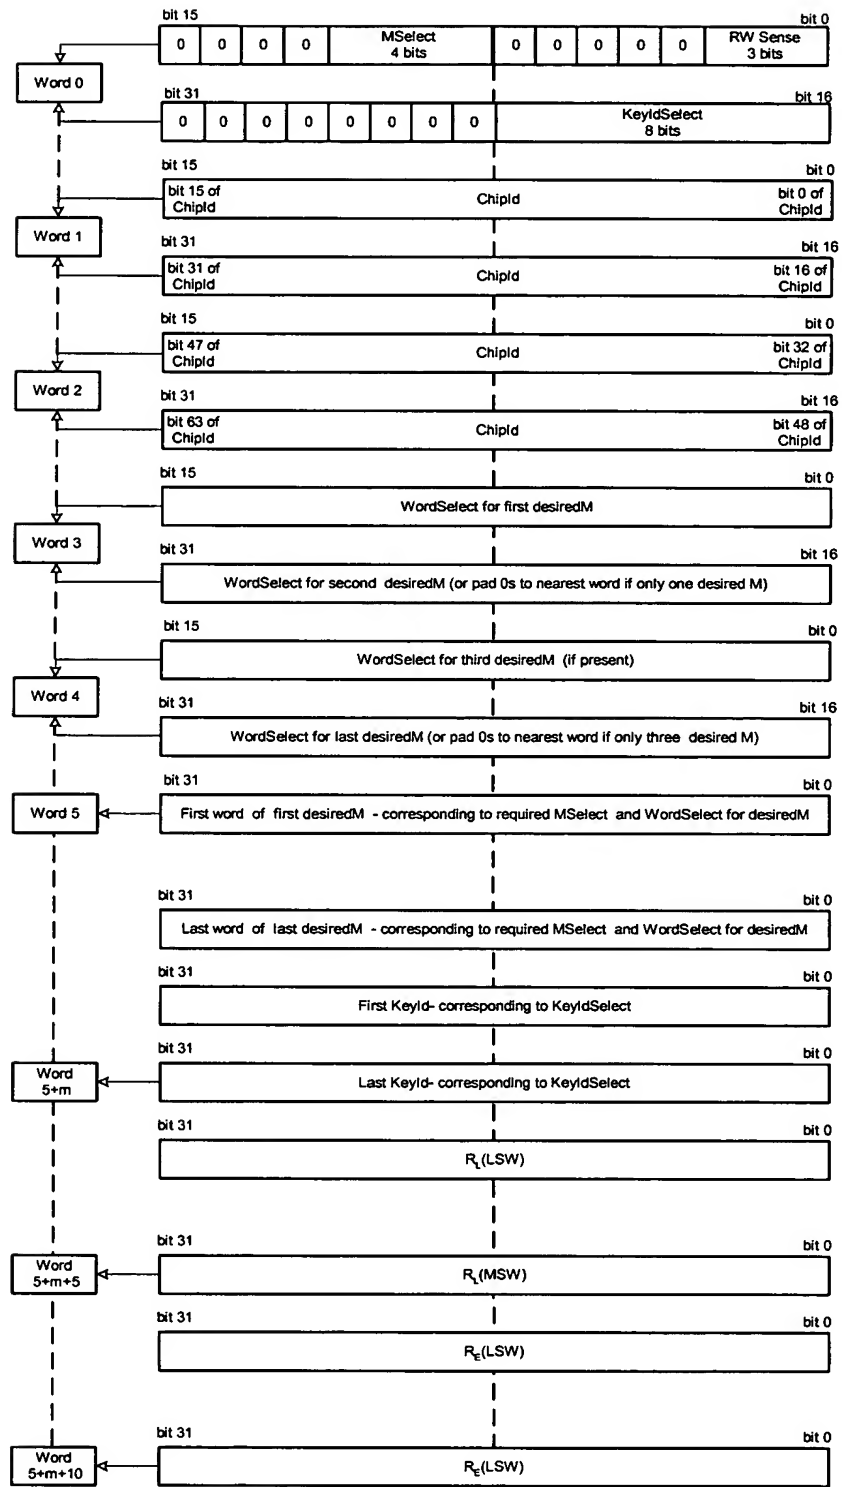 bit 15
bit 0
0 0 0 0 MSelect 4 bits 0 0 0 0 0 RW Sense 3 bits
Word 0
bit 31
bit 16
0 0 0 0 0 0 0 0 KeyIdSelect 8 bits
bit 15
bit 0
bit 15 of ChipId
ChipId
bit 0 of ChipId
Word 1
bit 31
bit 16
bit 31 of ChipId
ChipId
bit 16 of ChipId
bit 15
bit 0
bit 47 of ChipId
ChipId
bit 32 of ChipId
Word 2
bit 31
bit 16
bit 63 of ChipId
ChipId
bit 48 of ChipId
bit 15
bit 0
WordSelect for first desiredM
Word 3
bit 31
bit 16
WordSelect for second desiredM (or pad 0s to nearest word if only one desired M)
bit 15
bit 0
WordSelect for third desiredM (if present)
Word 4
bit 31
bit 16
WordSelect for last desiredM (or pad 0s to nearest word if only three desired M)
bit 31
bit 0
Word 5
First word of first desiredM - corresponding to required MSelect and WordSelect for desiredM
bit 31
bit 0
Last word of last desiredM - corresponding to required MSelect and WordSelect for desiredM
bit 31
bit 0
First KeyId- corresponding to KeyIdSelect
bit 31
bit 0
Word
5+m
Last KeyId- corresponding to KeyIdSelect
bit 31
bit 0
R_L(LSW)
bit 31
bit 0
Word
5+m+5
R_L(MSW)
bit 31
bit 0
R_E(LSW)
bit 31
bit 0
Word
5+m+10
R_E(LSW)